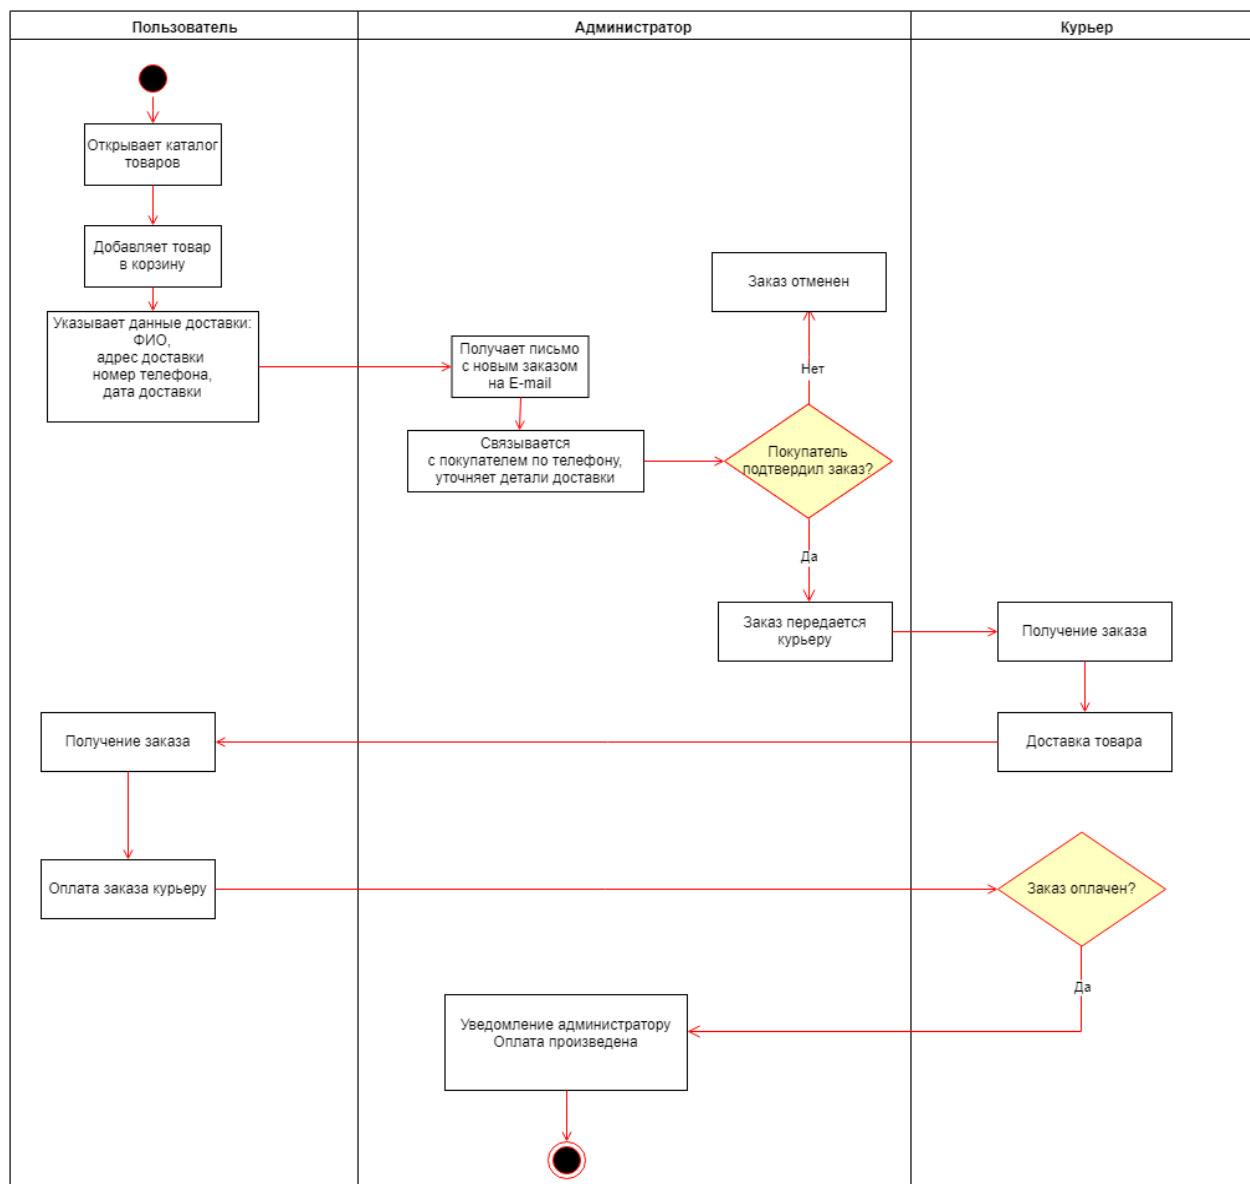 Пользователь
Администратор
Курьер
Открывает каталог
товаров
Добавляет товар
в корзину
Указывает данные доставки:
ФИО,
адрес доставки
номер телефона,
дата доставки
Получает письмо
с новым заказом
на E-mail
Связывается
с покупателем по телефону,
уточняет детали доставки
Заказ отменен
Нет
Покупатель
подтвердил заказ?
Да
Заказ передается
курьеру
Получение заказа
Доставка товара
Получение заказа
Оплата заказа курьеру
Заказ оплачен?
Да
Уведомление администратору
Оплата произведена